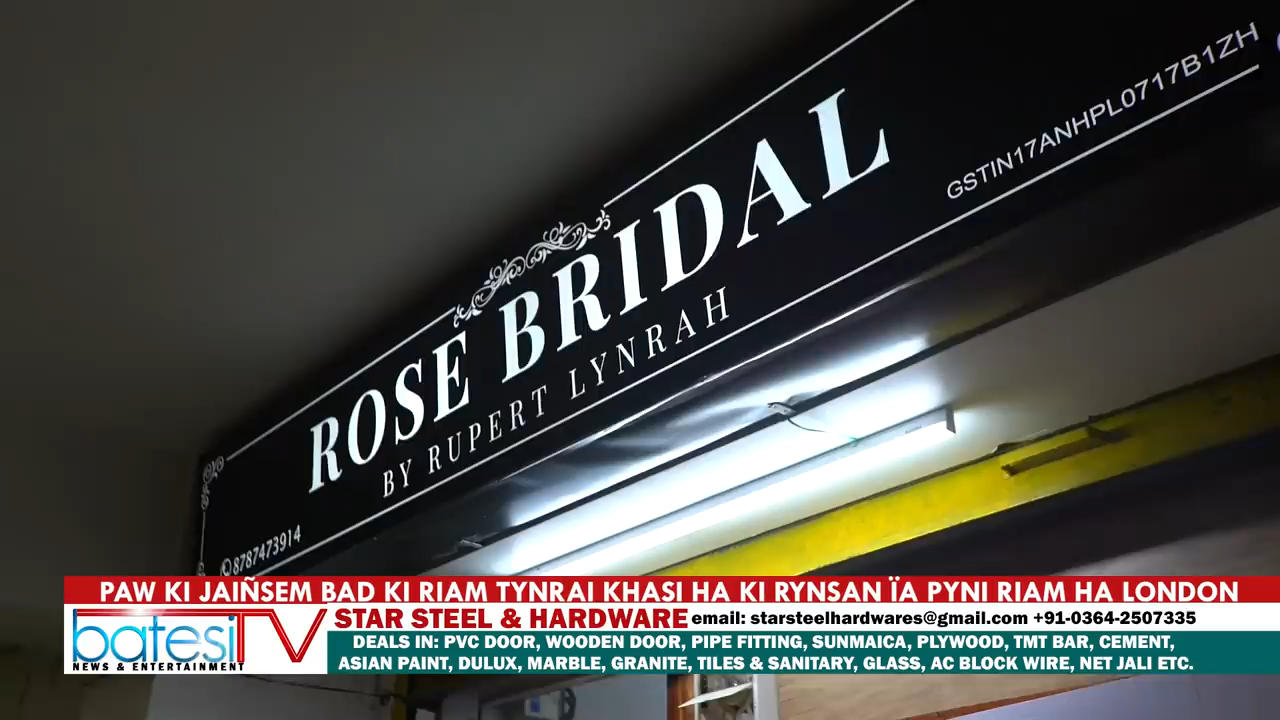 ROSE BRIDAL
BY RUPERT LYNRAH
GSTIN17ANHPL0717B1ZH
8787473914
PAW KI JAIÑSEM BAD KI RIAM TYNRAI KHASI HA KI RYNSAN ÏA PYNI RIAM HA LONDON
batesi TV
NEWS & ENTERTAINMENT
STAR STEEL & HARDWARE email: starsteelhardwares@gmail.com +91-0364-2507335
DEALS IN: PVC DOOR, WOODEN DOOR, PIPE FITTING, SUNMAICA, PLYWOOD, TMT BAR, CEMENT,
ASIAN PAINT, DULUX, MARBLE, GRANITE, TILES & SANITARY, GLASS, AC BLOCK WIRE, NET JALI ETC.